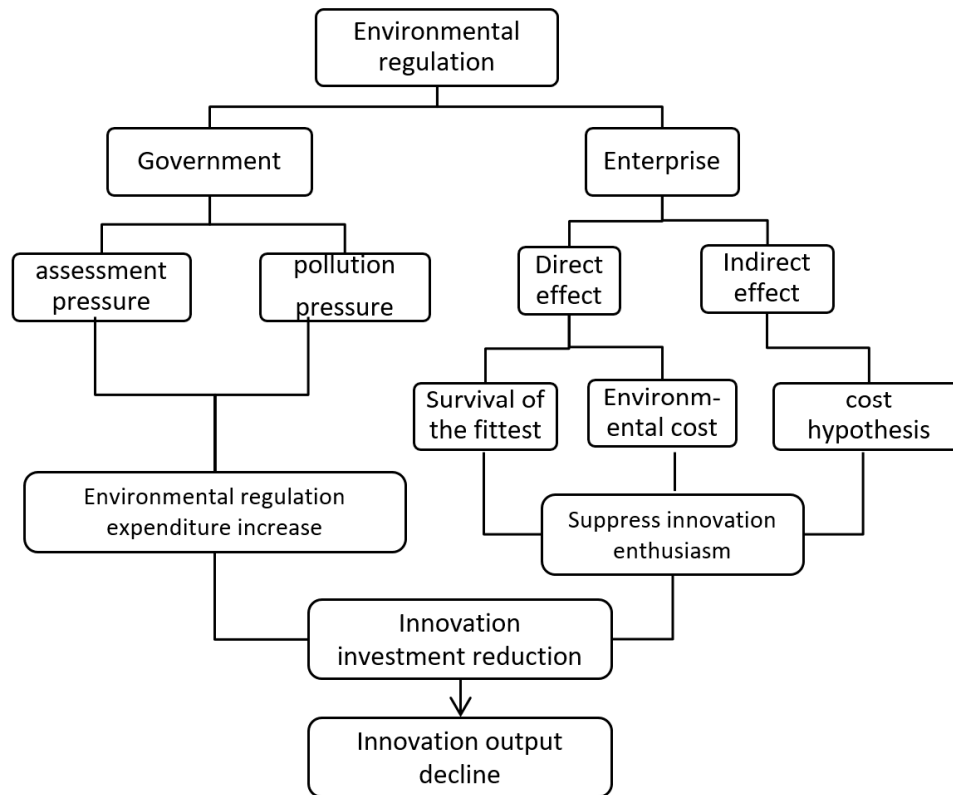 Environmental
regulation
Government
Enterprise
assessment
pressure
pollution
pressure
Direct
effect
Indirect
effect
Survival of
the fittest
Environm-
ental cost
cost
hypothesis
Environmental regulation
expenditure increase
Suppress innovation
enthusiasm
Innovation
investment reduction
Innovation output
decline